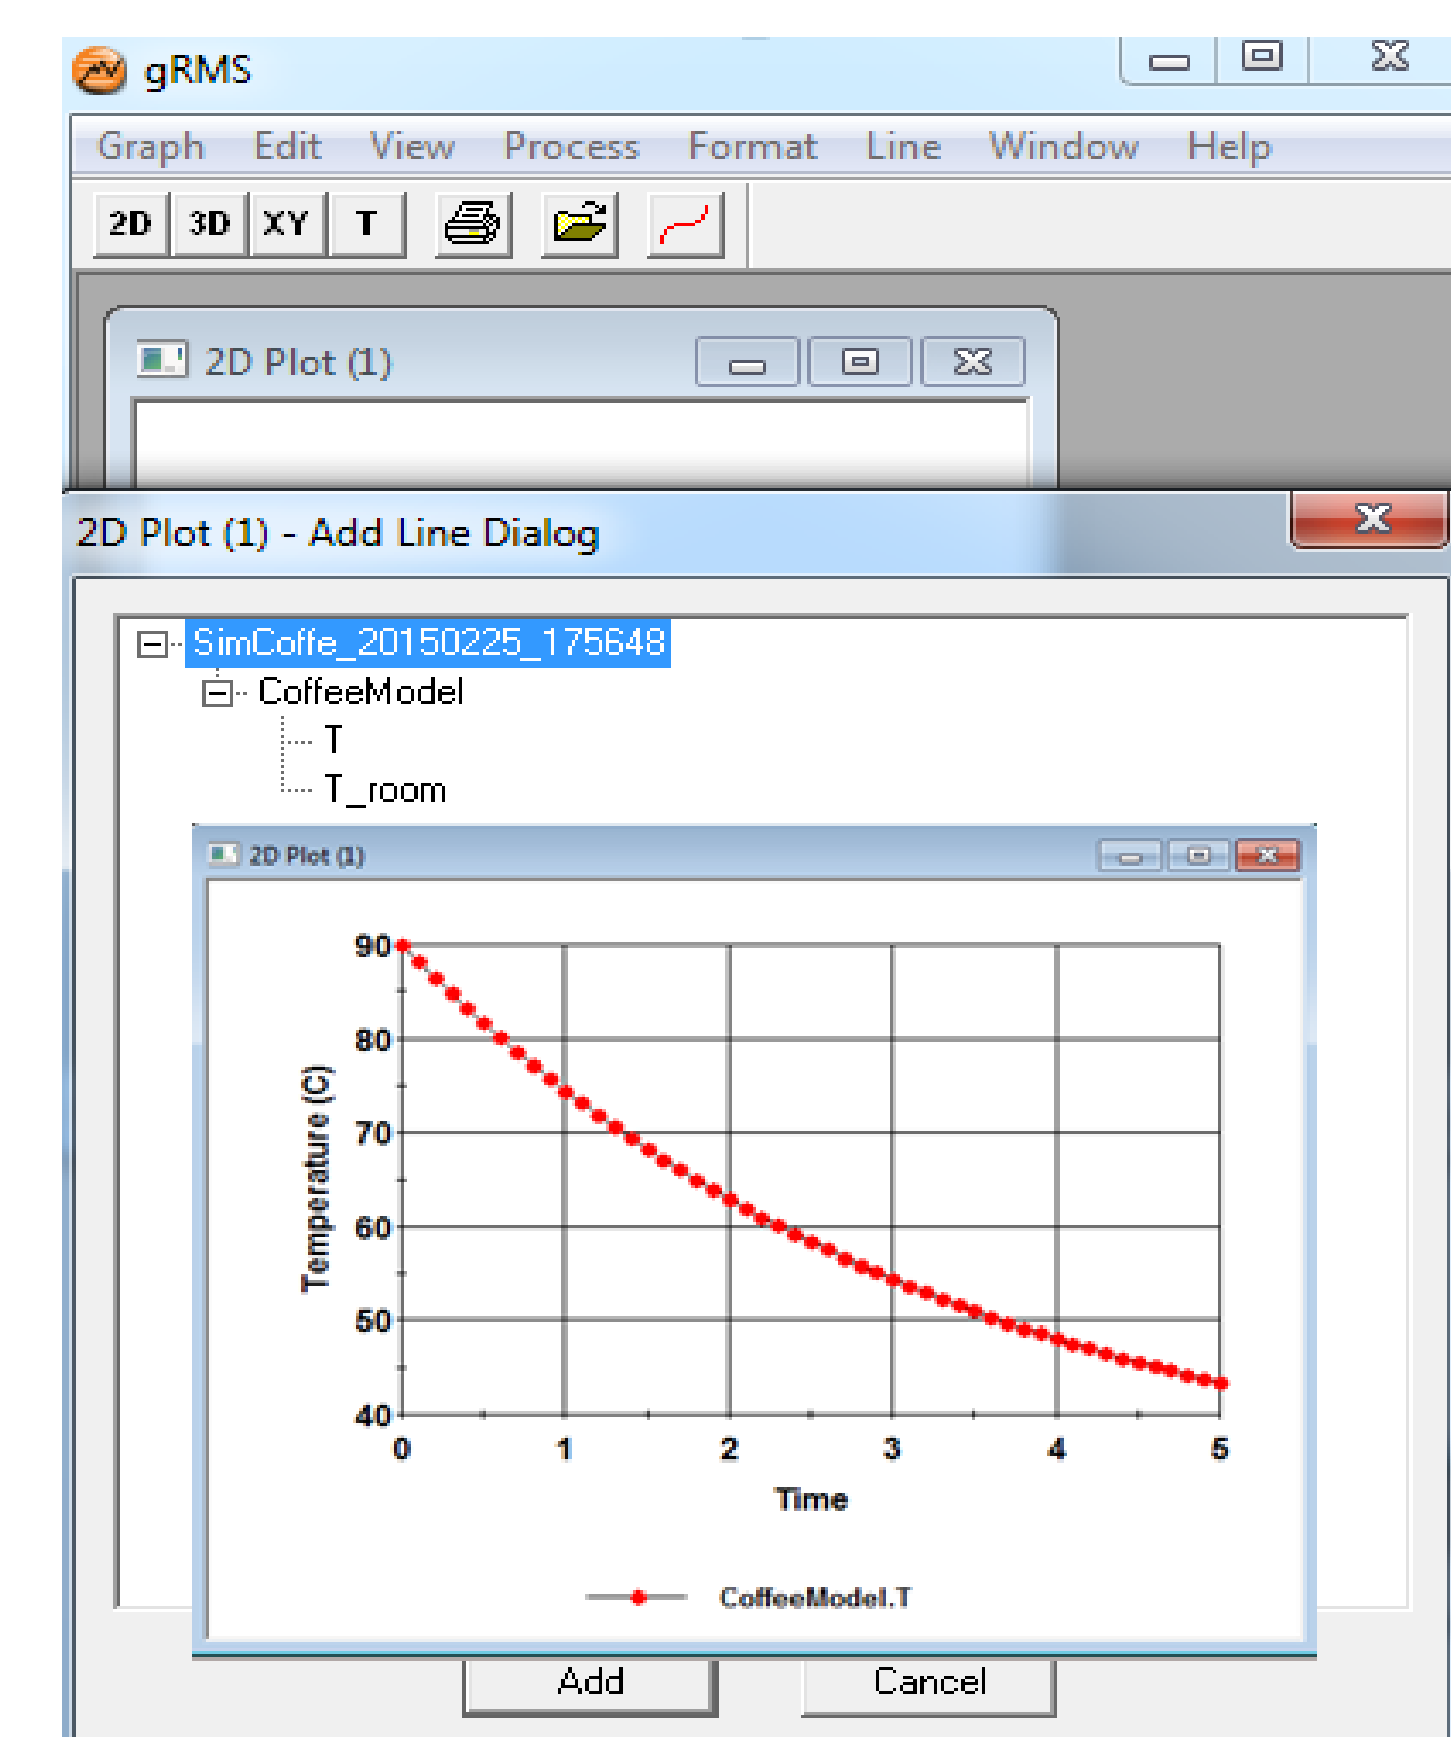 gRMS
Graph Edit View Process Format Line Window Help
2D 3D XY T
2D Plot (1)
2D Plot (1) - Add Line Dialog
SimCoffe_20150225_175648
CoffeeModel
T
T_room
2D Plot (1)
90
80
70
60
50
40
Temperature (C)
0 1 2 3 4 5
Time
CoffeeModel.T
Add Cancel